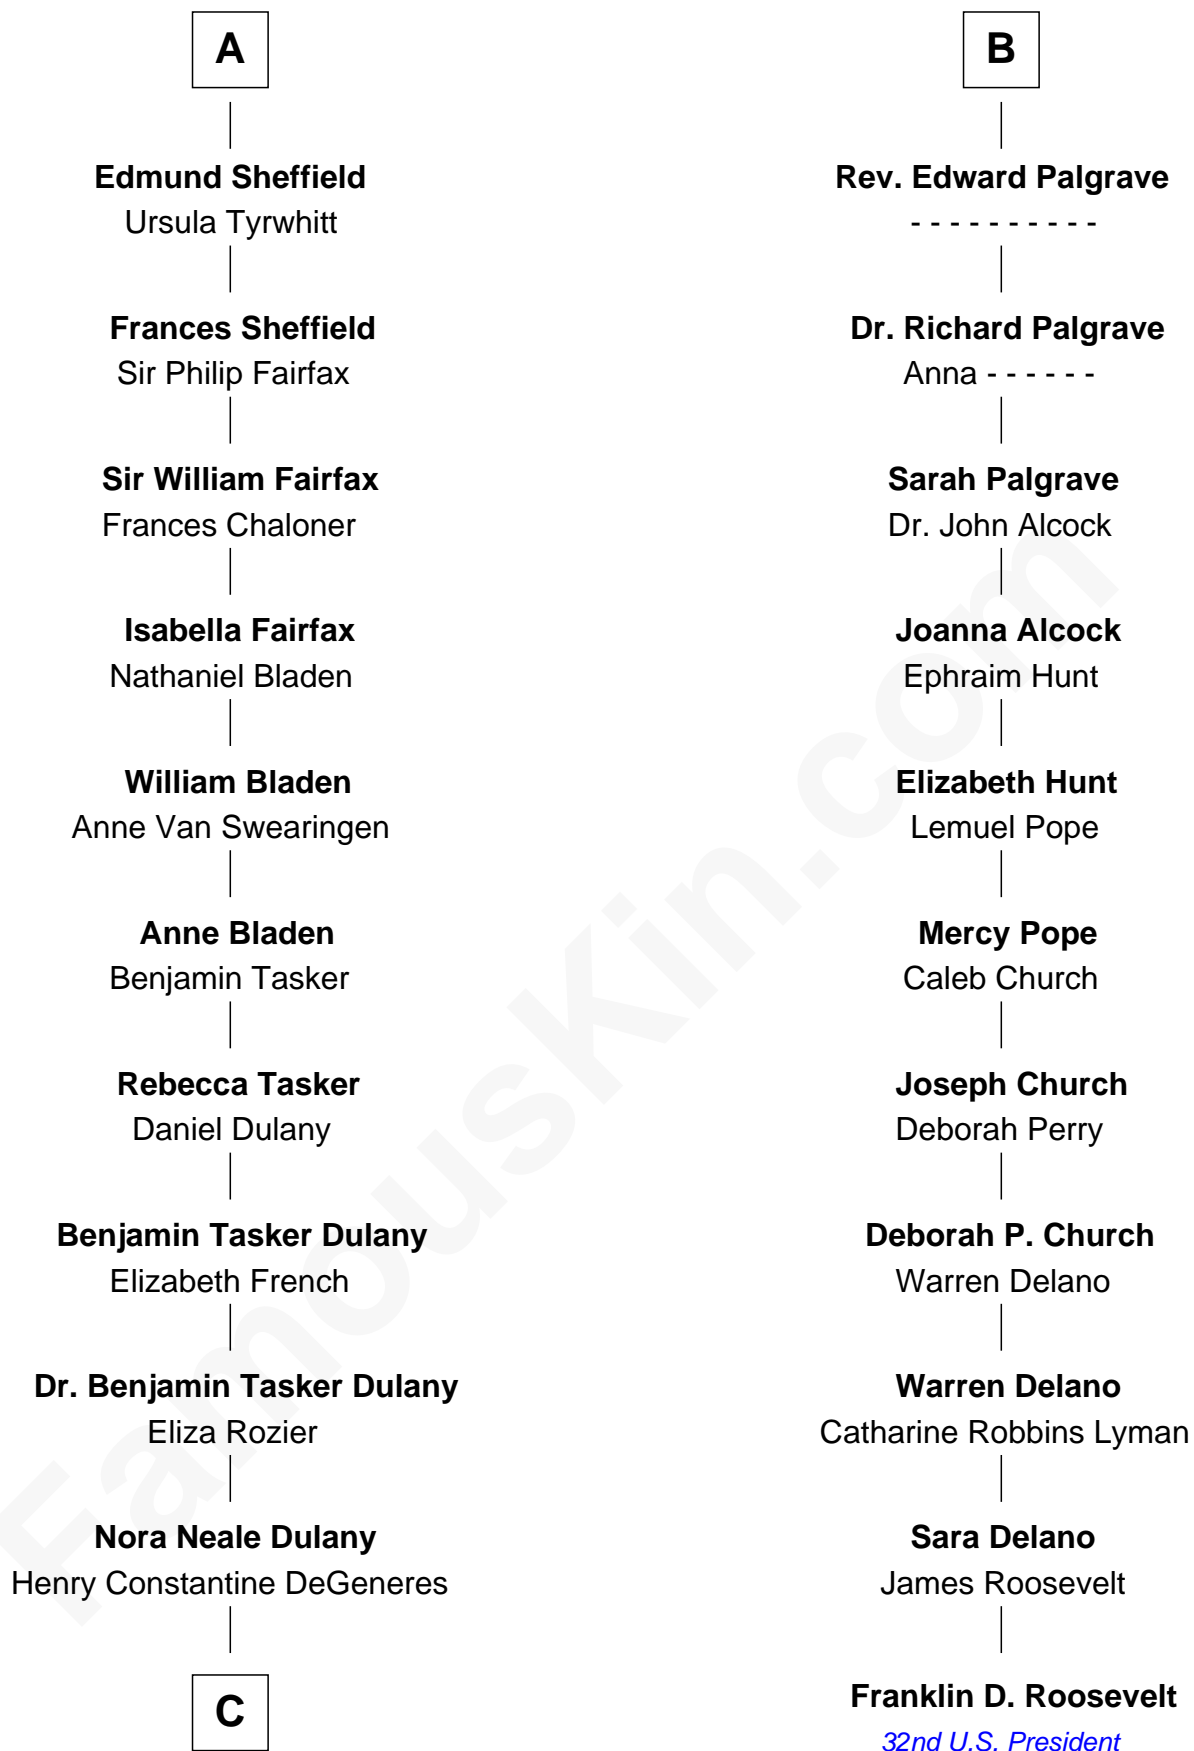 A
Edmund Sheffield
Ursula Tyrwhitt
Frances Sheffield
Sir Philip Fairfax
Sir William Fairfax
Frances Chaloner
Isabella Fairfax
Nathaniel Bladen
William Bladen
Anne Van Swearingen
Anne Bladen
Benjamin Tasker
Rebecca Tasker
Daniel Dulany
Benjamin Tasker Dulany
Elizabeth French
Dr. Benjamin Tasker Dulany
Eliza Rozier
Nora Neale Dulany
Henry Constantine DeGeneres
C
B
Rev. Edward Palgrave
- - - - - - - - - -
Dr. Richard Palgrave
Anna - - - - - -
Sarah Palgrave
Dr. John Alcock
Joanna Alcock
Ephraim Hunt
Elizabeth Hunt
Lemuel Pope
Mercy Pope
Caleb Church
Joseph Church
Deborah Perry
Deborah P. Church
Warren Delano
Warren Delano
Catharine Robbins Lyman
Sara Delano
James Roosevelt
Franklin D. Roosevelt
32nd U.S. President
FamousKin.com